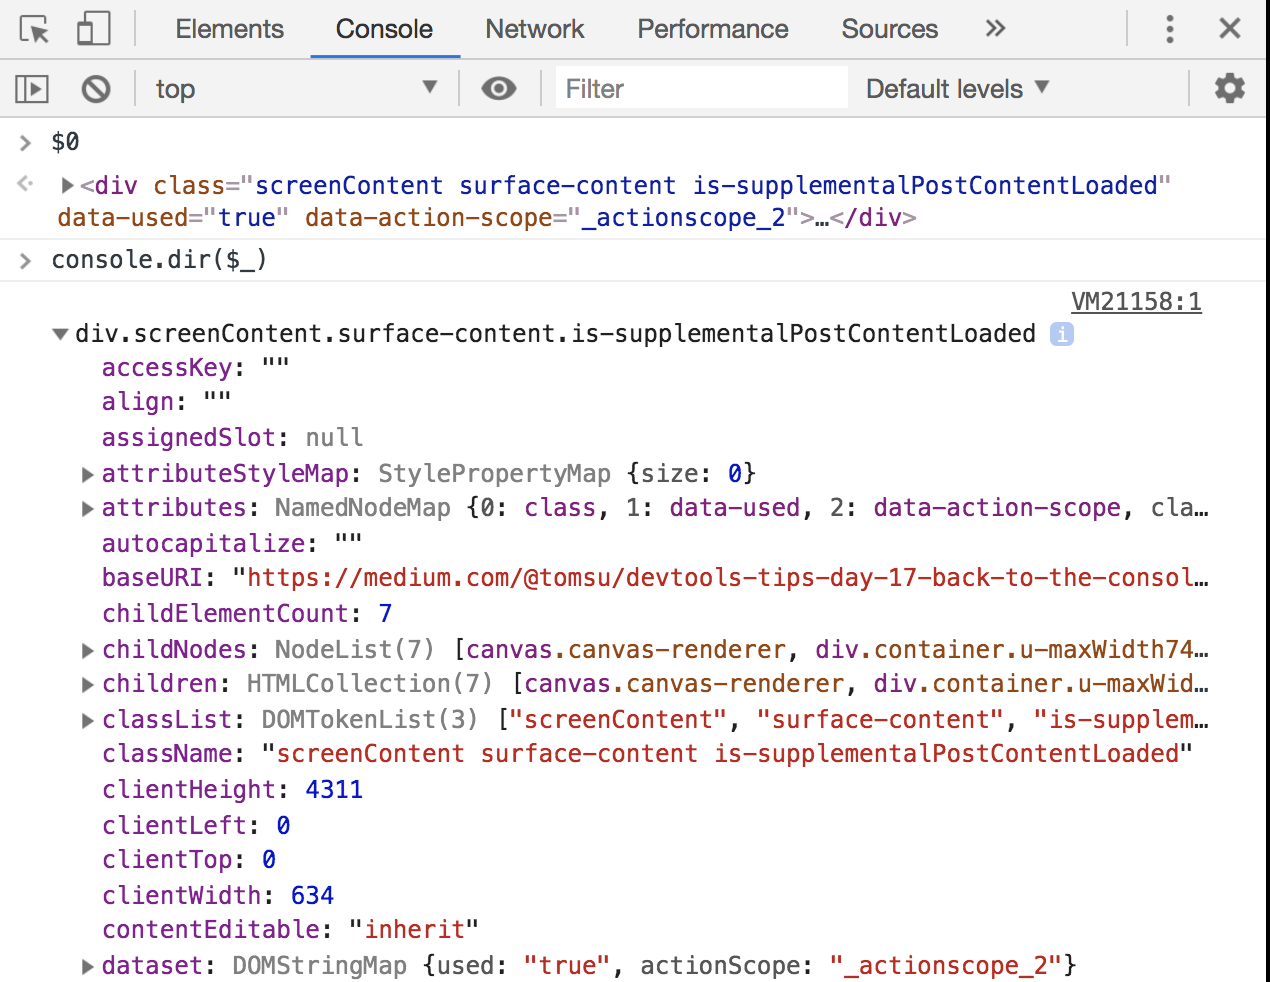 Elements Console Network Performance Sources »
top Filter Default levels
> $0
<div class="screenContent surface-content is-supplementalPostContentLoaded"
data-used="true" data-action-scope="_actionscope_2">…</div>
> console.dir($_)
VM21158:1
div.screenContent.surface-content.is-supplementalPostContentLoaded i
accessKey: ""
align: ""
assignedSlot: null
attributeStyleMap: StylePropertyMap {size: 0}
attributes: NamedNodeMap {0: class, 1: data-used, 2: data-action-scope, cla…
autocapitalize: ""
baseURI: "https://medium.com/@tomsu/devtools-tips-day-17-back-to-the-consol…
childElementCount: 7
childNodes: NodeList(7) [canvas.canvas-renderer, div.container.u-maxWidth74…
children: HTMLCollection(7) [canvas.canvas-renderer, div.container.u-maxWid…
classList: DOMTokenList(3) ["screenContent", "surface-content", "is-supplem…
className: "screenContent surface-content is-supplementalPostContentLoaded"
clientHeight: 4311
clientLeft: 0
clientTop: 0
clientWidth: 634
contentEditable: "inherit"
dataset: DOMStringMap {used: "true", actionScope: "_actionscope_2"}